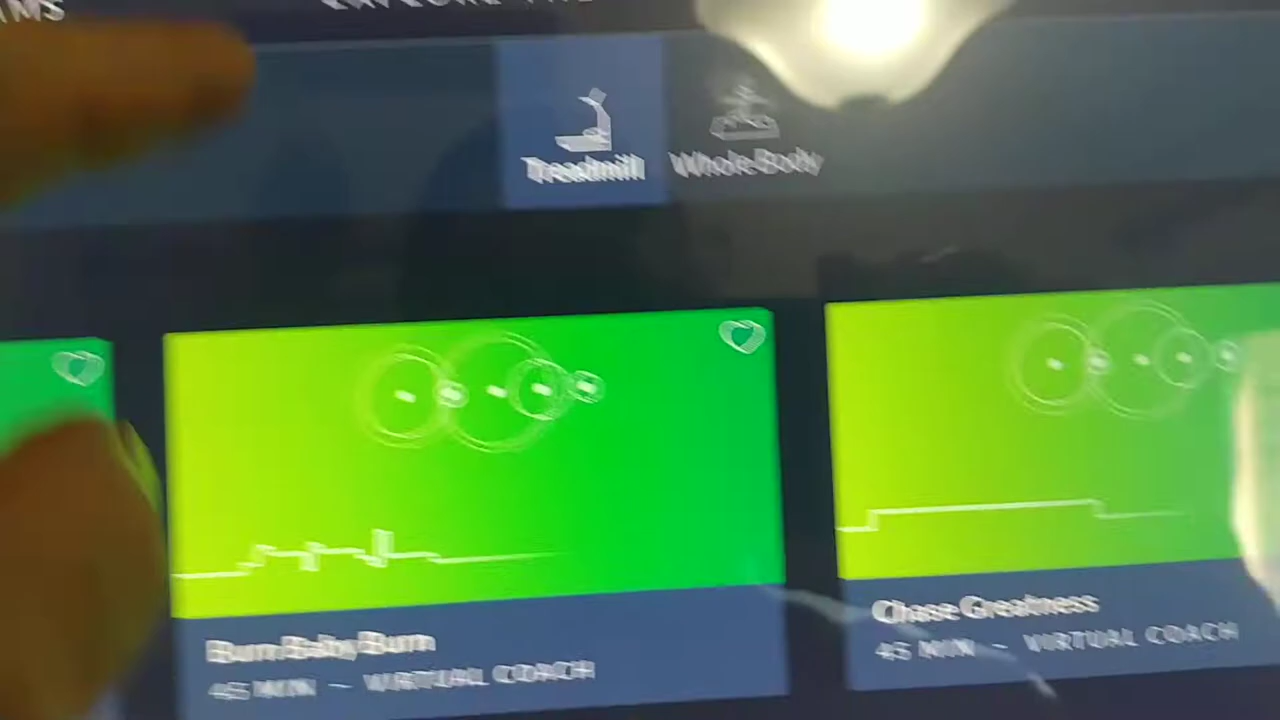 Treadmill
Whole Body
Burn Baby Burn
45 MIN – VIRTUAL COACH
Chase Greatness
45 MIN – VIRTUAL COACH